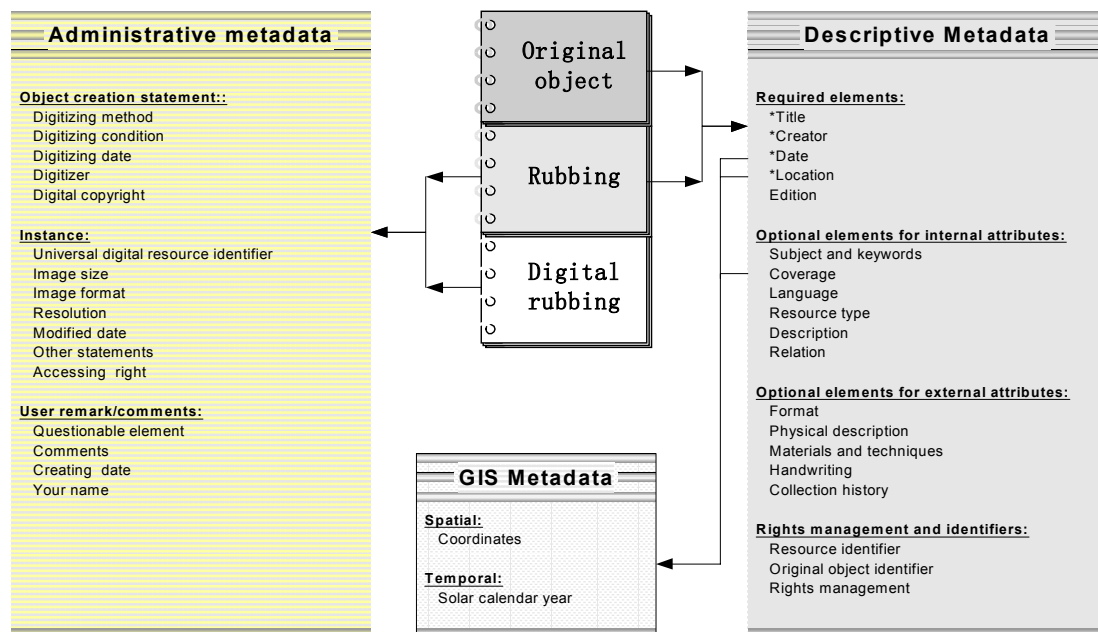 Administrative metadata
Object creation statement::
Digitizing method
Digitizing condition
Digitizing date
Digitizer
Digital copyright
Instance:
Universal digital resource identifier
Image size
Image format
Resolution
Modified date
Other statements
Accessing right
User remark/comments:
Questionable element
Comments
Creating date
Your name
Original
object
Rubbing
Digital
rubbing
GIS Metadata
Spatial:
Coordinates
Temporal:
Solar calendar year
Descriptive Metadata
Required elements:
*Title
*Creator
*Date
*Location
Edition
Optional elements for internal attributes:
Subject and keywords
Coverage
Language
Resource type
Description
Relation
Optional elements for external attributes:
Format
Physical description
Materials and techniques
Handwriting
Collection history
Rights management and identifiers:
Resource identifier
Original object identifier
Rights management